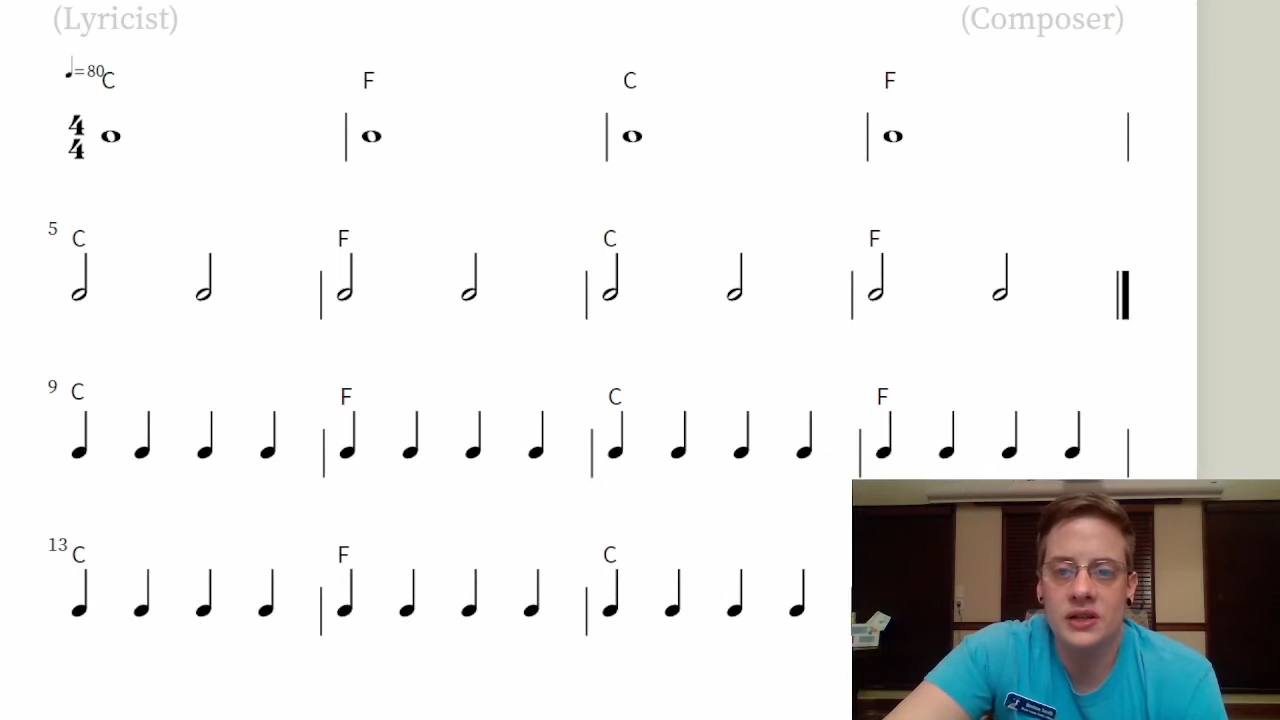 (Lyricist) (Composer)
♩=80
C F C F
4
4
5
C F C F
9
C F C F
13
C F C